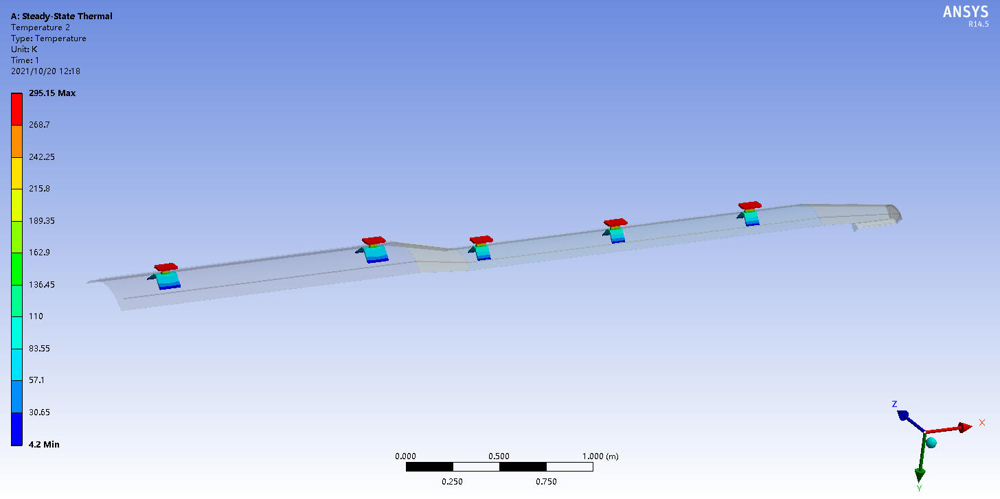 A: Steady-State Thermal
Temperature 2
Type: Temperature
Unit: K
Time: 1
2021/10/20 12:18
ANSYS
R14.5
295.15 Max
268.7
242.25
215.8
189.35
162.9
136.45
110
83.55
57.1
30.65
4.2 Min
0.000 0.500 1.000 (m)
0.250 0.750
Z
X
Y